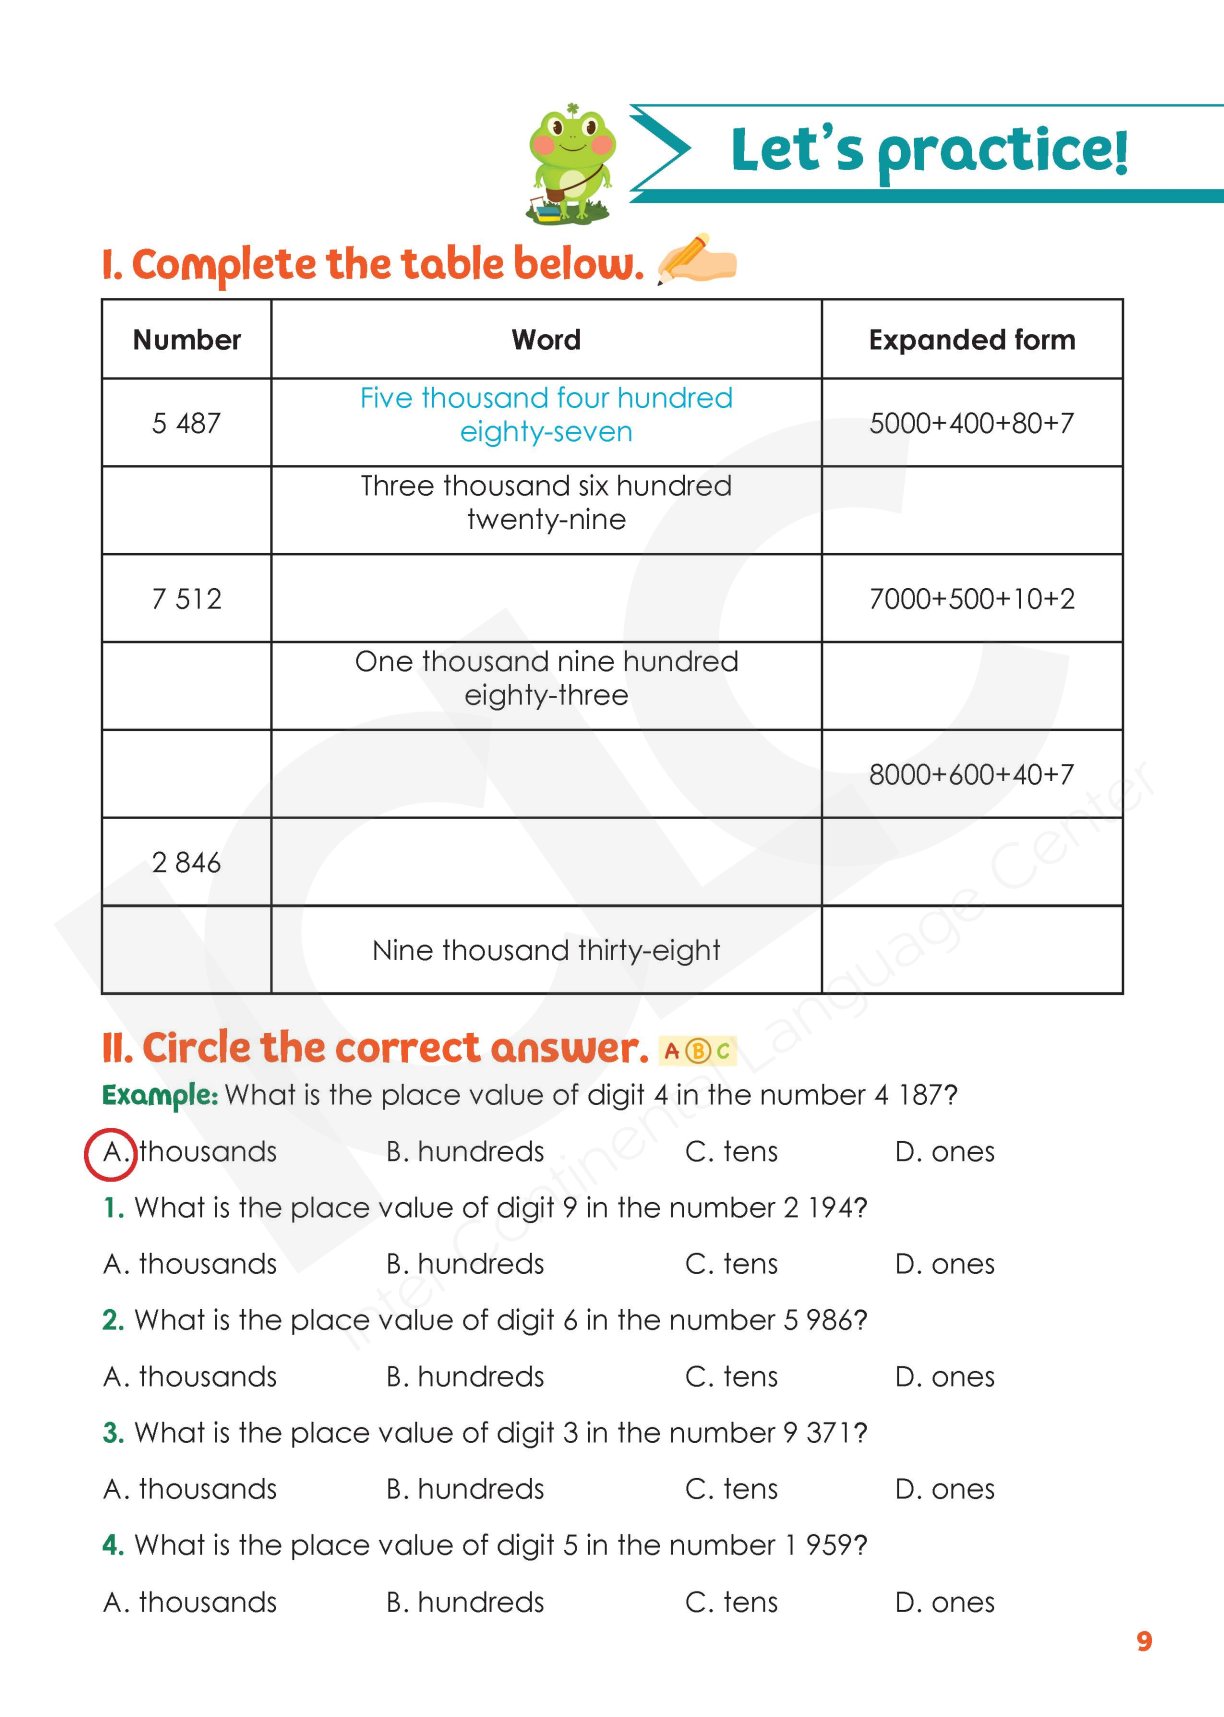 Let's practice!
I. Complete the table below.
Number Word Expanded form
5 487 Five thousand four hundred eighty-seven 5000+400+80+7
Three thousand six hundred twenty-nine
7 512 7000+500+10+2
One thousand nine hundred eighty-three
8000+600+40+7
2 846
Nine thousand thirty-eight
II. Circle the correct answer. A B C
Example: What is the place value of digit 4 in the number 4 187?
A. thousands B. hundreds C. tens D. ones
1. What is the place value of digit 9 in the number 2 194?
A. thousands B. hundreds C. tens D. ones
2. What is the place value of digit 6 in the number 5 986?
A. thousands B. hundreds C. tens D. ones
3. What is the place value of digit 3 in the number 9 371?
A. thousands B. hundreds C. tens D. ones
4. What is the place value of digit 5 in the number 1 959?
A. thousands B. hundreds C. tens D. ones
9
ICLC
Inter Continental Language Center